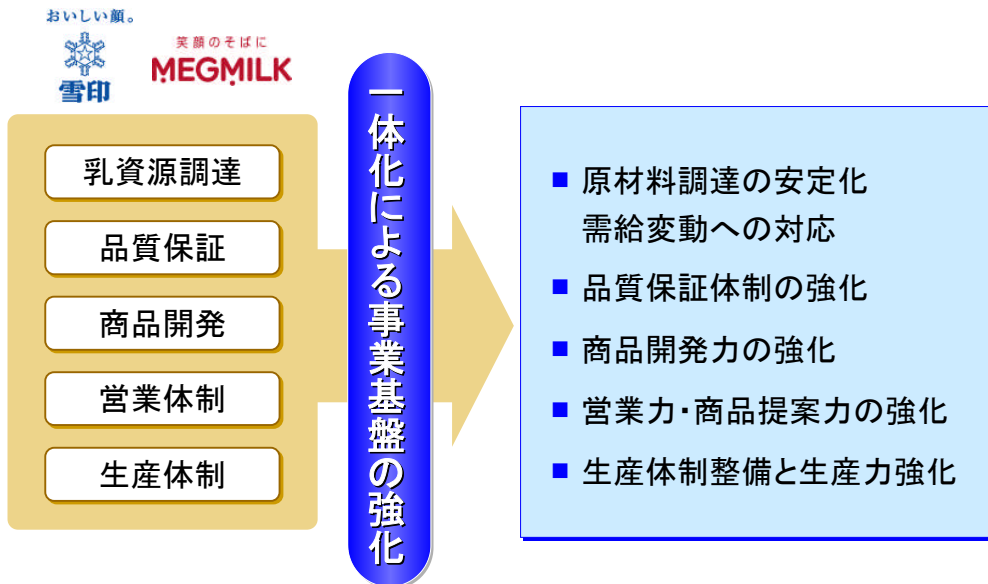 おいしい顔。
雪印
笑顔のそばに
MEGMILK
乳資源調達
品質保証
商品開発
営業体制
生産体制
一体化による事業基盤の強化
■ 原材料調達の安定化
需給変動への対応
■ 品質保証体制の強化
■ 商品開発力の強化
■ 営業力・商品提案力の強化
■ 生産体制整備と生産力強化